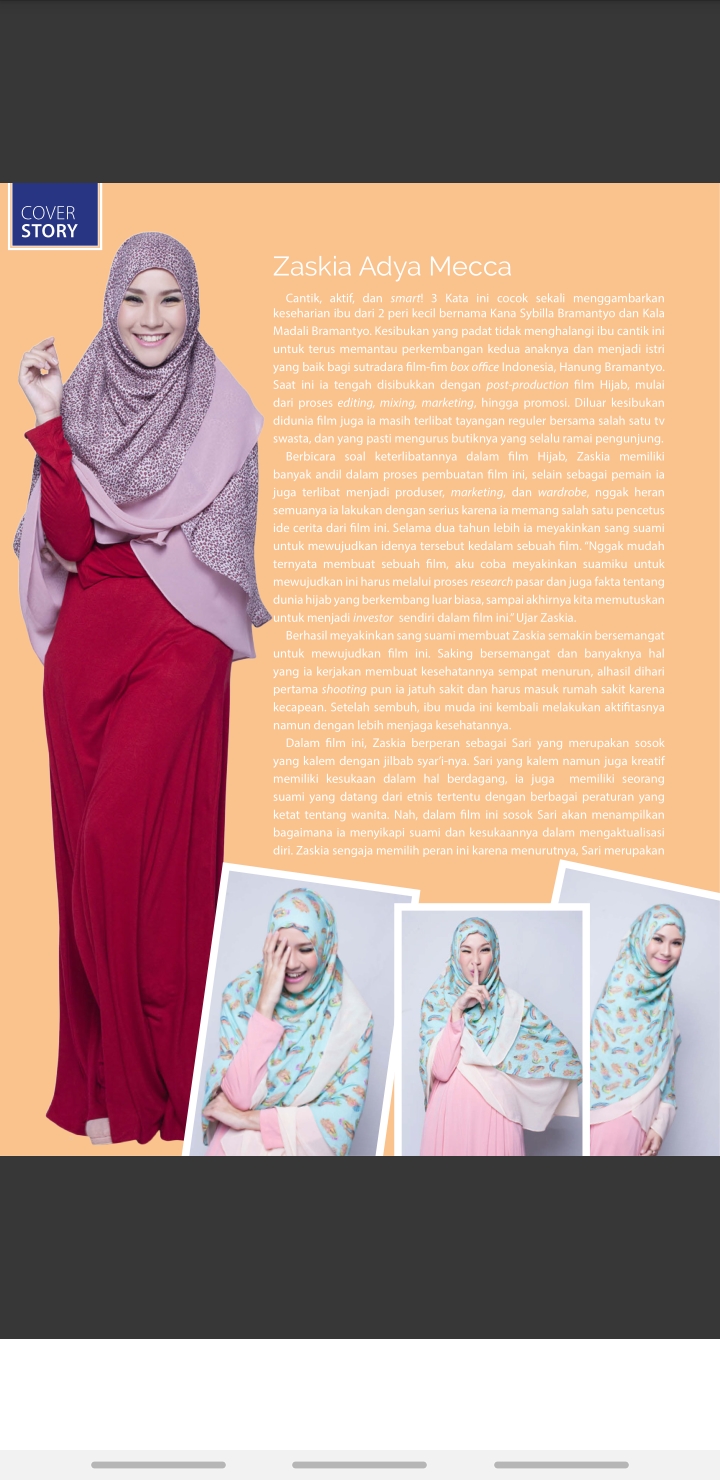 COVER
STORY
Zaskia Adya Mecca
Cantik, aktif, dan smart! 3 Kata ini cocok sekali menggambarkan
keseharian ibu dari 2 peri kecil bernama Kana Sybilla Bramantyo dan Kala
Madali Bramantyo. Kesibukan yang padat tidak menghalangi ibu cantik ini
untuk terus memantau perkembangan kedua anaknya dan menjadi istri
yang baik bagi sutradara film-fim box office Indonesia, Hanung Bramantyo.
Saat ini ia tengah disibukkan dengan post-production film Hijab, mulai
dari proses editing, mixing, marketing, hingga promosi. Diluar kesibukan
didunia film juga ia masih terlibat tayangan reguler bersama salah satu tv
swasta, dan yang pasti mengurus butiknya yang selalu ramai pengunjung.
Berbicara soal keterlibatannya dalam film Hijab, Zaskia memiliki
banyak andil dalam proses pembuatan film ini, selain sebagai pemain ia
juga terlibat menjadi produser, marketing, dan wardrobe, nggak heran
semuanya ia lakukan dengan serius karena ia memang salah satu pencetus
ide cerita dari film ini. Selama dua tahun lebih ia meyakinkan sang suami
untuk mewujudkan idenya tersebut kedalam sebuah film. "Nggak mudah
ternyata membuat sebuah film, aku coba meyakinkan suamiku untuk
mewujudkan ini harus melalui proses research pasar dan juga fakta tentang
dunia hijab yang berkembang luar biasa, sampai akhirnya kita memutuskan
untuk menjadi investor sendiri dalam film ini." Ujar Zaskia.
Berhasil meyakinkan sang suami membuat Zaskia semakin bersemangat
untuk mewujudkan film ini. Saking bersemangat dan banyaknya hal
yang ia kerjakan membuat kesehatannya sempat menurun, alhasil dihari
pertama shooting pun ia jatuh sakit dan harus masuk rumah sakit karena
kecapean. Setelah sembuh, ibu muda ini kembali melakukan aktifitasnya
namun dengan lebih menjaga kesehatannya.
Dalam film ini, Zaskia berperan sebagai Sari yang merupakan sosok
yang kalem dengan jilbab syar'i-nya. Sari yang kalem namun juga kreatif
memiliki kesukaan dalam hal berdagang, ia juga memiliki seorang
suami yang datang dari etnis tertentu dengan berbagai peraturan yang
ketat tentang wanita. Nah, dalam film ini sosok Sari akan menampilkan
bagaimana ia menyikapi suami dan kesukaannya dalam mengaktualisasi
diri. Zaskia sengaja memilih peran ini karena menurutnya, Sari merupakan